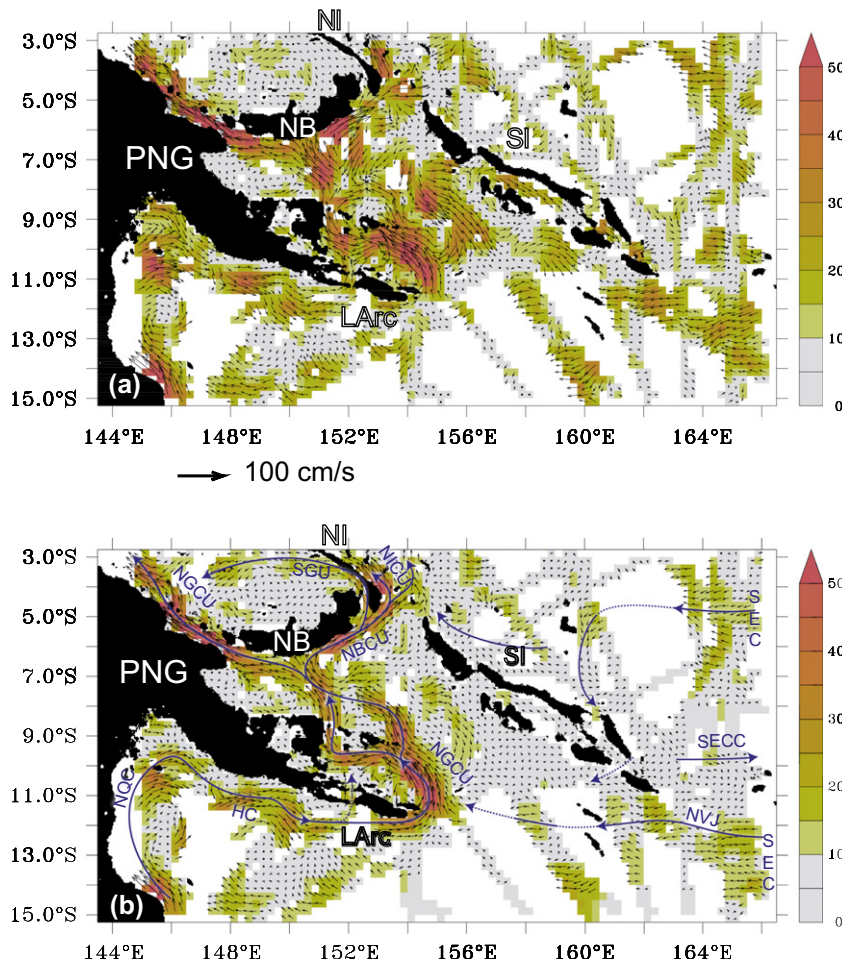 NI
3.0°S
5.0°S
7.0°S
9.0°S
11.0°S
13.0°S
15.0°S
NB
PNG
SI
LArc
(a)
144°E 148°E 152°E 156°E 160°E 164°E
50
40
30
20
10
0
100 cm/s
NI
3.0°S
5.0°S
7.0°S
9.0°S
11.0°S
13.0°S
15.0°S
NGCU
SGU
NICU
SEC
NB
NBCU
PNG
SI
SECC
NGCU
NQC
HC
LArc
NVJ
SEC
(b)
144°E 148°E 152°E 156°E 160°E 164°E
50
40
30
20
10
0